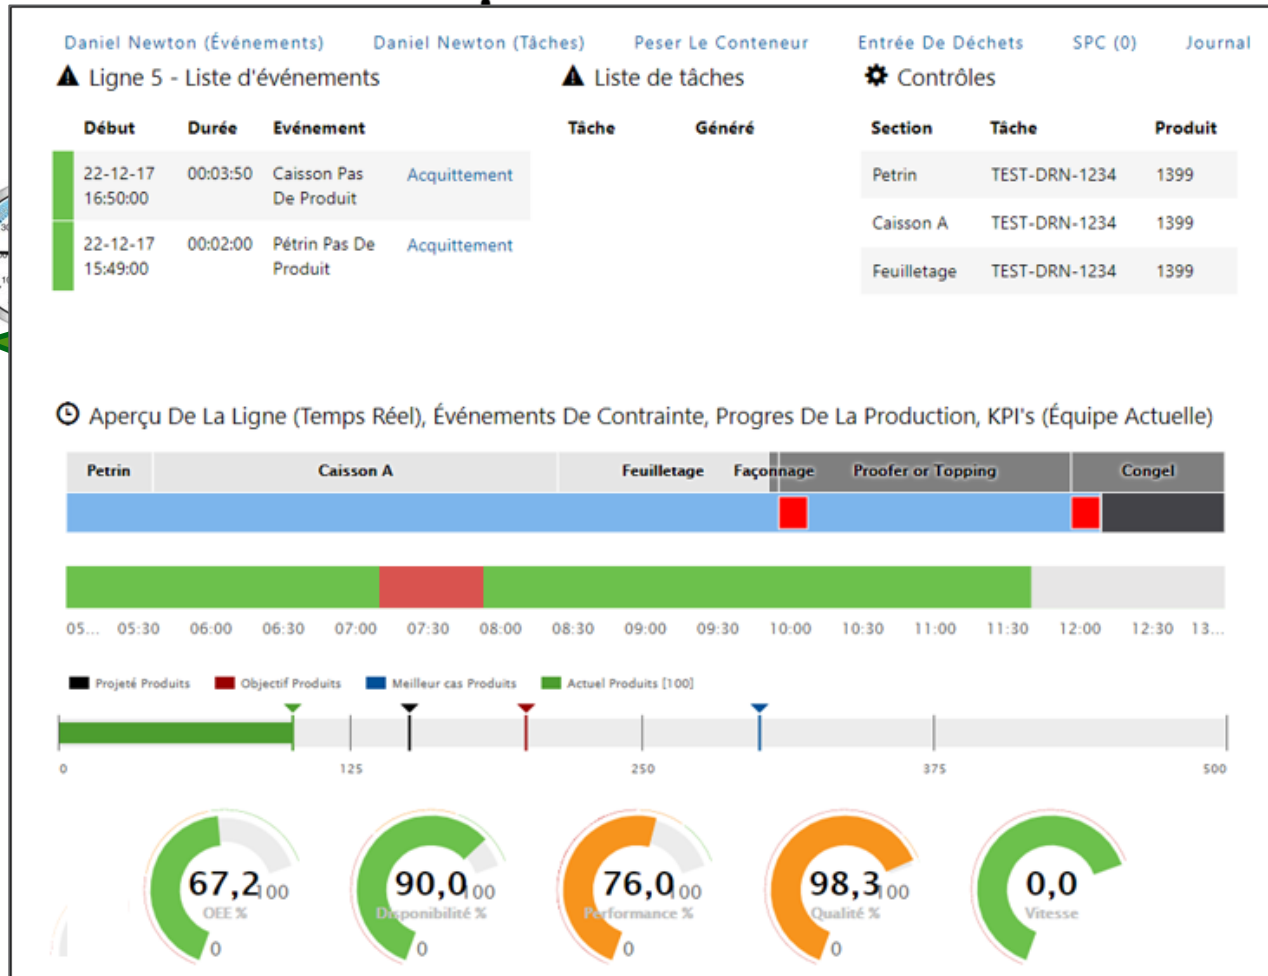 Daniel Newton (Événements) Daniel Newton (Tâches) Peser Le Conteneur Entrée De Déchets SPC (0) Journal
Ligne 5 - Liste d'événements
Début Durée Evénement
22-12-17 00:03:50 Caisson Pas Acquittement
16:50:00 De Produit
22-12-17 00:02:00 Pétrin Pas De Acquittement
15:49:00 Produit
Liste de tâches
Tâche Généré
Contrôles
Section Tâche Produit
Petrin TEST-DRN-1234 1399
Caisson A TEST-DRN-1234 1399
Feuilletage TEST-DRN-1234 1399
Aperçu De La Ligne (Temps Réel), Événements De Contrainte, Progres De La Production, KPI's (Équipe Actuelle)
Petrin Caisson A Feuilletage Façonnage Proofer or Topping Congel
05... 05:30 06:00 06:30 07:00 07:30 08:00 08:30 09:00 09:30 10:00 10:30 11:00 11:30 12:00 12:30 13...
Projeté Produits Objectif Produits Meilleur cas Produits Actuel Produits [100]
0 125 250 375 500
67,2 100 90,0 100 76,0 100 98,3 100 0,0
OEE % Disponibilité % Performance % Qualité % Vitesse
0 0 0 0